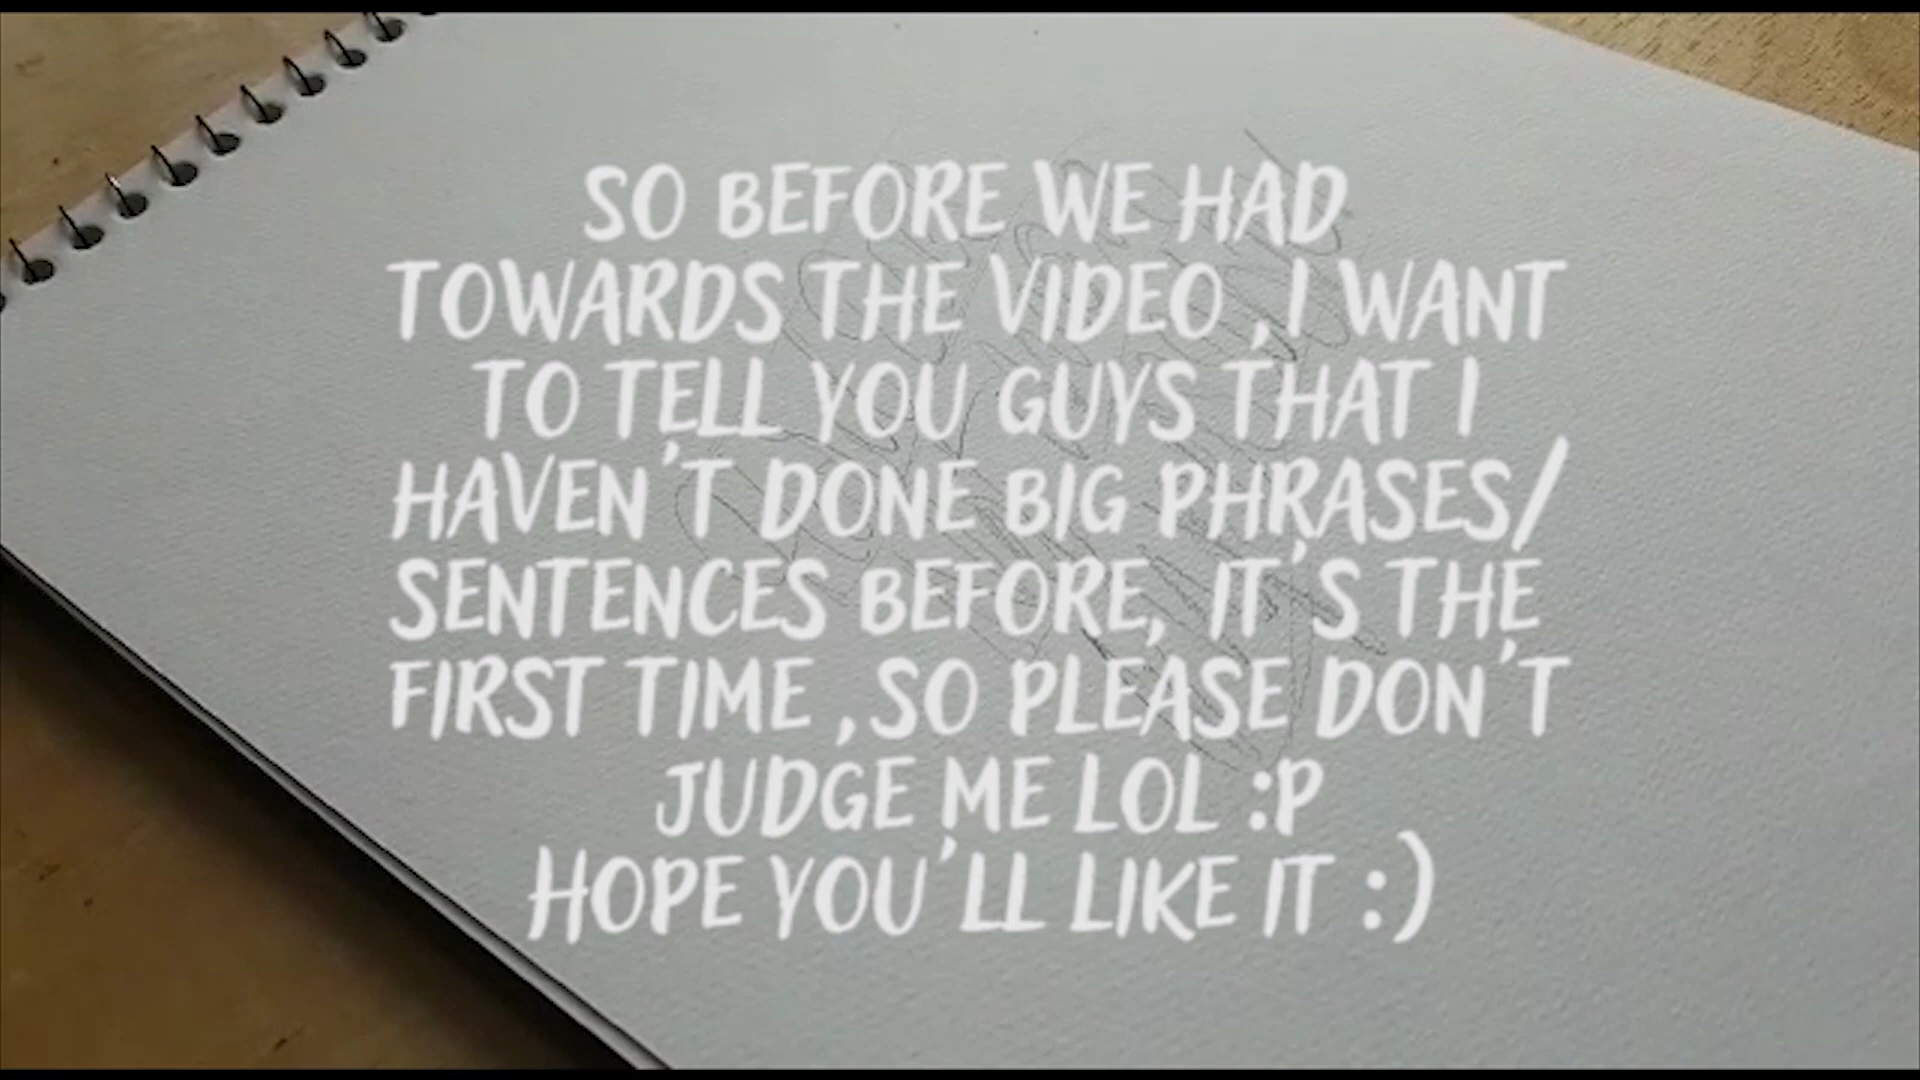 SO BEFORE WE HAD
TOWARDS THE VIDEO ,I WANT
TO TELL YOU GUYS THAT I
HAVEN'T DONE BIG PHRASES/
SENTENCES BEFORE, IT'S THE
FIRST TIME ,SO PLEASE DON'T
JUDGE ME LOL :P
HOPE YOU'LL LIKE IT :)